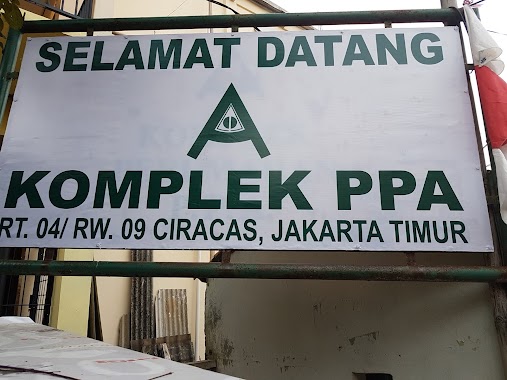 SELAMAT DATANG
KOMPLEK PPA
RT. 04/ RW. 09 CIRACAS, JAKARTA TIMUR